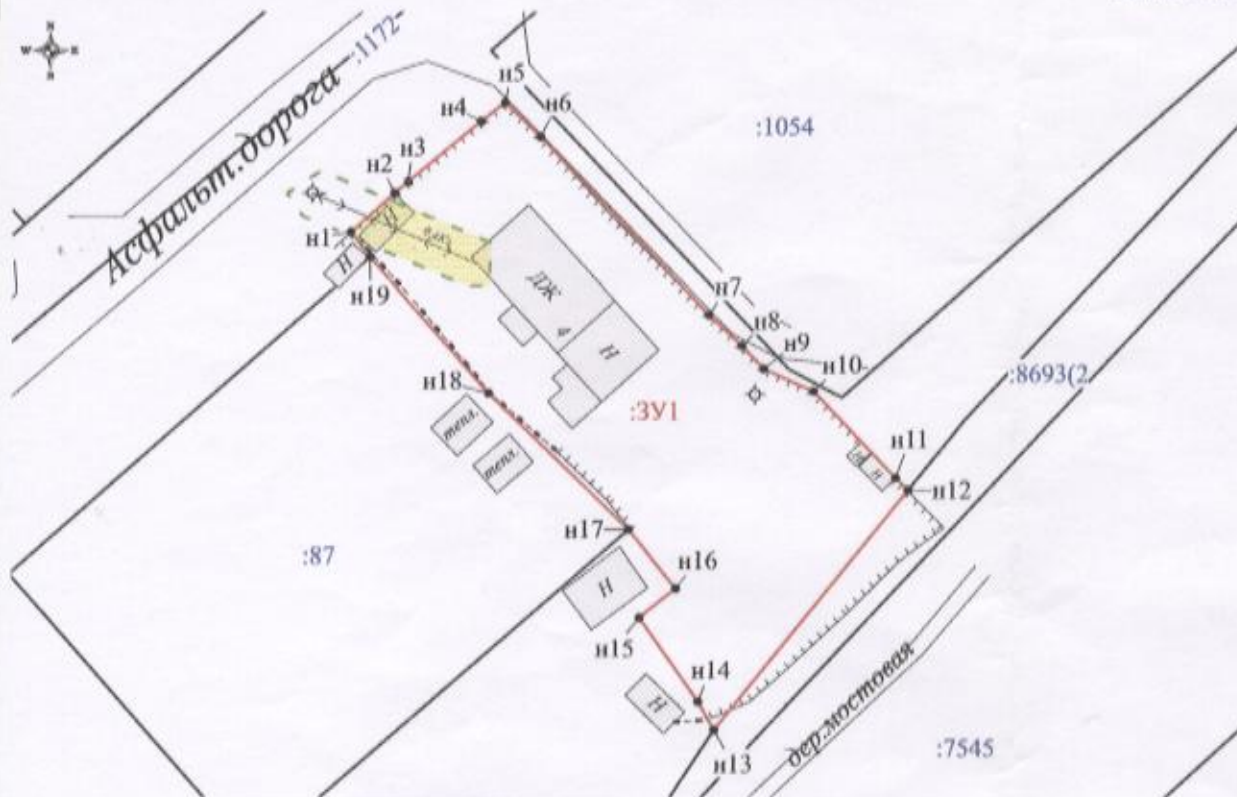 N
W E
S
:1172
Асфальт.дорога
н5
н4
н6
:1054
н3
н2
н1
Н
н19
ДЖ
4
Н
н7
н8
н9
н10
:8693(2
н18
:ЗУ1
тепл.
тепл.
н11
Н
н12
н17
:87
н16
Н
н15
н14
Н
н13
дер.мостовая
:7545